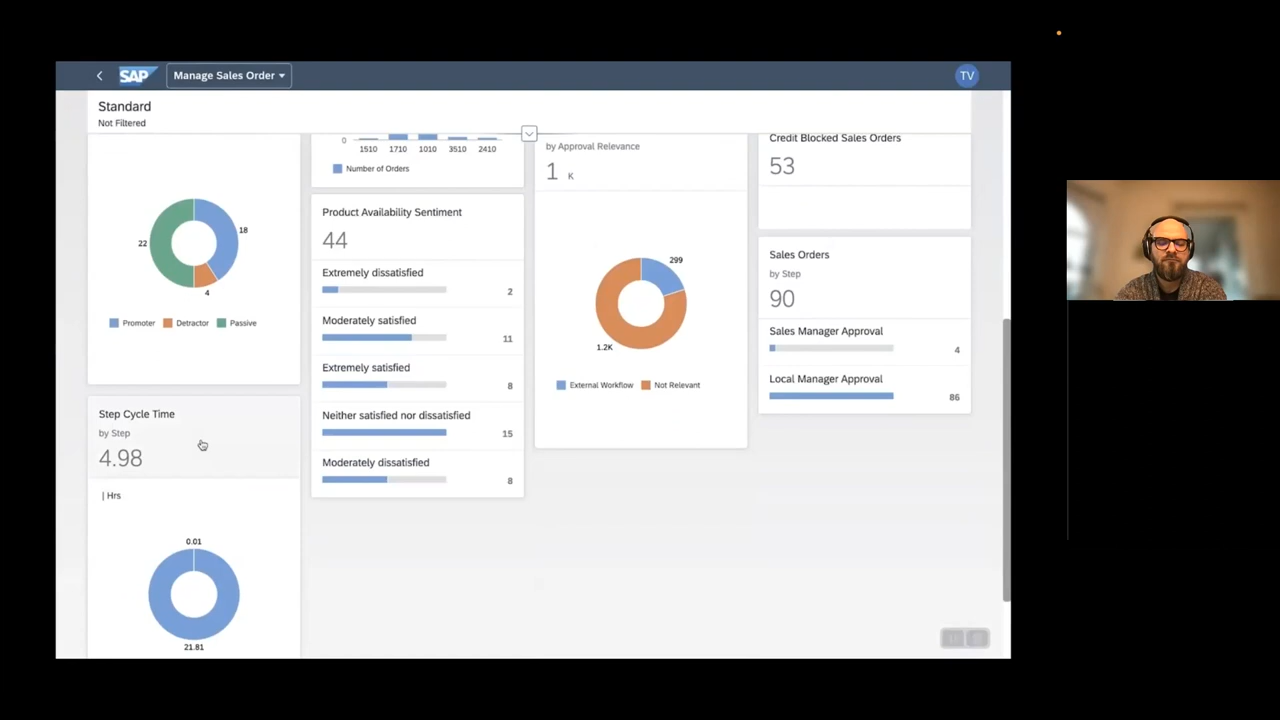 SAP
Manage Sales Order
TV
Standard
Not Filtered
22
18
4
Promoter
Detractor
Passive
Step Cycle Time
by Step
4.98
| Hrs
0.01
21.81
0
1510
1710
1010
3510
2410
Number of Orders
Product Availability Sentiment
44
Extremely dissatisfied
2
Moderately satisfied
11
Extremely satisfied
8
Neither satisfied nor dissatisfied
15
Moderately dissatisfied
8
by Approval Relevance
1 K
299
1.2K
External Workflow
Not Relevant
Credit Blocked Sales Orders
53
Sales Orders
by Step
90
Sales Manager Approval
4
Local Manager Approval
86